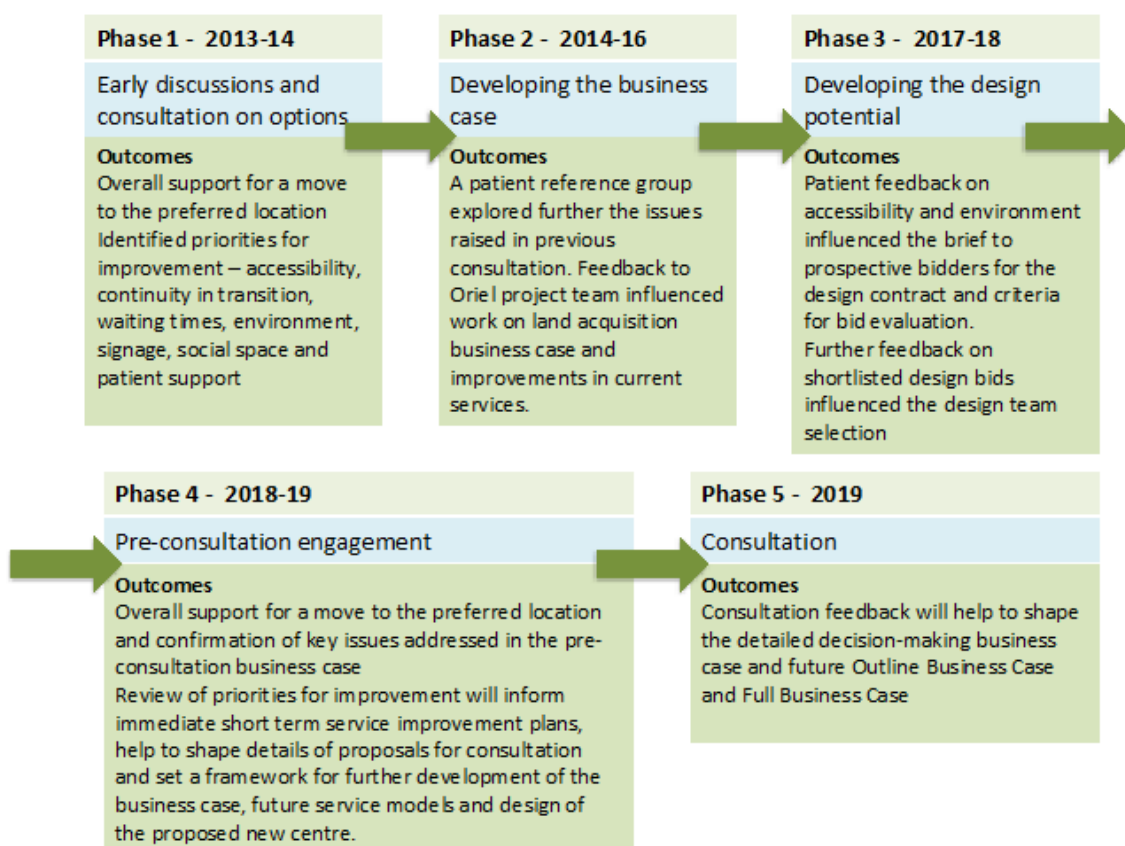 Phase 1 - 2013-14
Early discussions and
consultation on options
Outcomes
Overall support for a move
to the preferred location
Identified priorities for
improvement – accessibility,
continuity in transition,
waiting times, environment,
signage, social space and
patient support
Phase 2 - 2014-16
Developing the business
case
Outcomes
A patient reference group
explored further the issues
raised in previous
consultation. Feedback to
Oriel project team influenced
work on land acquisition
business case and
improvements in current
services.
Phase 3 - 2017-18
Developing the design
potential
Outcomes
Patient feedback on
accessibility and environment
influenced the brief to
prospective bidders for the
design contract and criteria
for bid evaluation.
Further feedback on
shortlisted design bids
influenced the design team
selection
Phase 4 - 2018-19
Pre-consultation engagement
Outcomes
Overall support for a move to the preferred location
and confirmation of key issues addressed in the pre-
consultation business case
Review of priorities for improvement will inform
immediate short term service improvement plans,
help to shape details of proposals for consultation
and set a framework for further development of the
business case, future service models and design of
the proposed new centre.
Phase 5 - 2019
Consultation
Outcomes
Consultation feedback will help to shape
the detailed decision-making business
case and future Outline Business Case
and Full Business Case